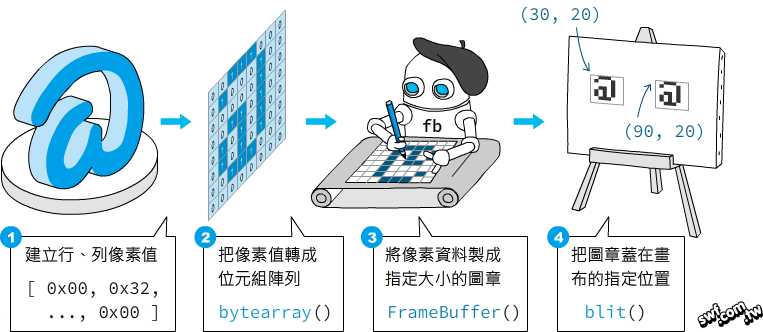 (30, 20)
(90, 20)
@
@
fb
1 建立行、列像素值
[ 0x00, 0x32,
..., 0x00 ]
2 把像素值轉成
位元組陣列
bytearray()
3 將像素資料製成
指定大小的圖章
FrameBuffer()
4 把圖章蓋在畫
布的指定位置
blit()
swf.com.tw